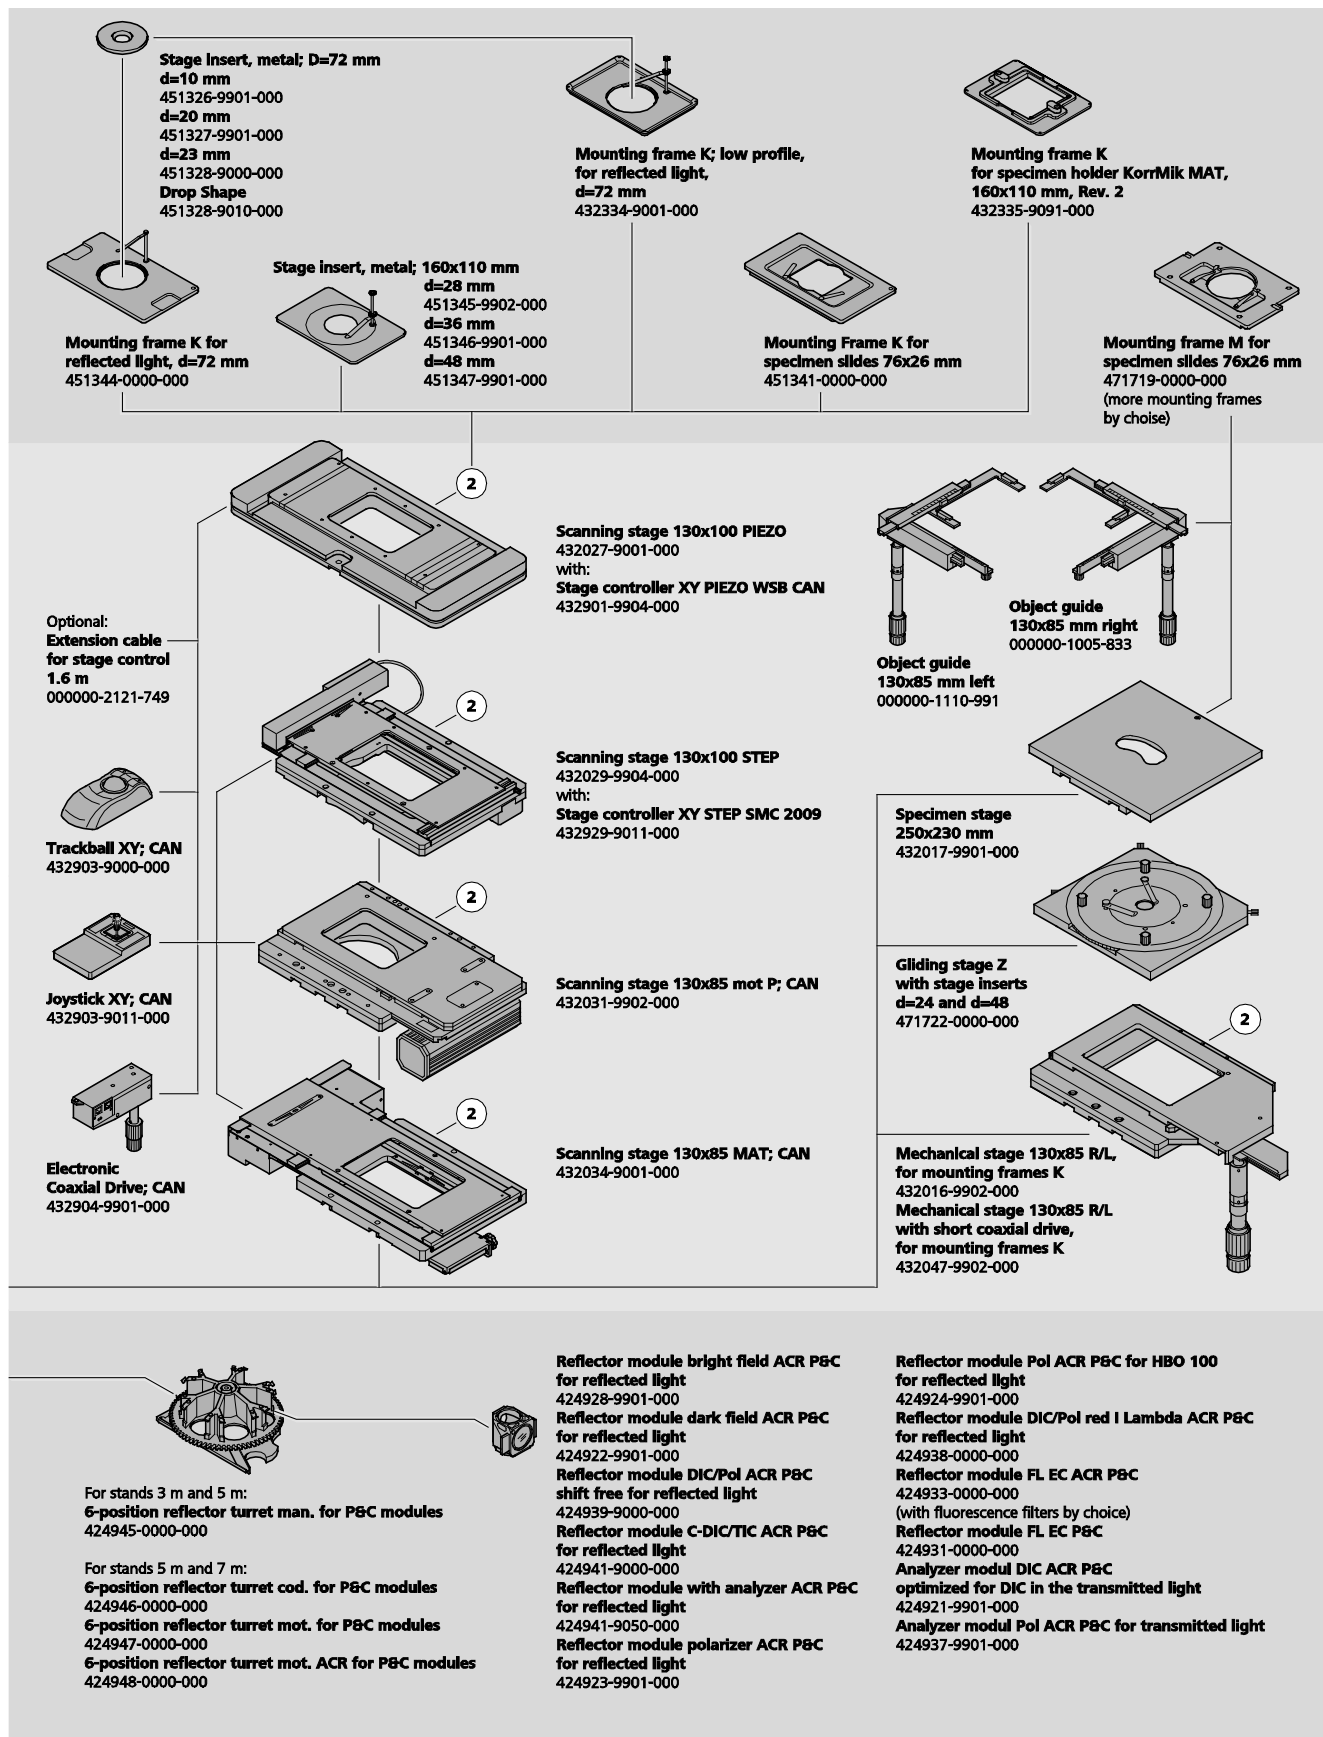 Stage insert, metal; D=72 mm
d=10 mm
451326-9901-000
d=20 mm
451327-9901-000
d=23 mm
451328-9000-000
Drop Shape
451328-9010-000
Mounting frame K; low profile,
for reflected light,
d=72 mm
432334-9001-000
Mounting frame K
for specimen holder KorrMik MAT,
160x110 mm, Rev. 2
432335-9091-000
Mounting frame K for
reflected light, d=72 mm
451344-0000-000
Stage insert, metal; 160x110 mm
d=28 mm
451345-9902-000
d=36 mm
451346-9901-000
d=48 mm
451347-9901-000
Mounting Frame K for
specimen slides 76x26 mm
451341-0000-000
Mounting frame M for
specimen slides 76x26 mm
471719-0000-000
(more mounting frames
by choise)
2
Scanning stage 130x100 PIEZO
432027-9001-000
with:
Stage controller XY PIEZO WSB CAN
432901-9904-000
Object guide
130x85 mm right
000000-1005-833
Object guide
130x85 mm left
000000-1110-991
Optional:
Extension cable
for stage control
1.6 m
000000-2121-749
2
Scanning stage 130x100 STEP
432029-9904-000
with:
Stage controller XY STEP SMC 2009
432929-9011-000
Specimen stage
250x230 mm
432017-9901-000
Trackball XY; CAN
432903-9000-000
2
Scanning stage 130x85 mot P; CAN
432031-9902-000
Gliding stage Z
with stage inserts
d=24 and d=48
471722-0000-000
Joystick XY; CAN
432903-9011-000
2
2
Scanning stage 130x85 MAT; CAN
432034-9001-000
Mechanical stage 130x85 R/L,
for mounting frames K
432016-9902-000
Mechanical stage 130x85 R/L
with short coaxial drive,
for mounting frames K
432047-9902-000
Electronic
Coaxial Drive; CAN
432904-9901-000
For stands 3 m and 5 m:
6-position reflector turret man. for P&C modules
424945-0000-000
For stands 5 m and 7 m:
6-position reflector turret cod. for P&C modules
424946-0000-000
6-position reflector turret mot. for P&C modules
424947-0000-000
6-position reflector turret mot. ACR for P&C modules
424948-0000-000
Reflector module bright field ACR P&C
for reflected light
424928-9901-000
Reflector module dark field ACR P&C
for reflected light
424922-9901-000
Reflector module DIC/Pol ACR P&C
shift free for reflected light
424939-9000-000
Reflector module C-DIC/TIC ACR P&C
for reflected light
424941-9000-000
Reflector module with analyzer ACR P&C
for reflected light
424941-9050-000
Reflector module polarizer ACR P&C
for reflected light
424923-9901-000
Reflector module Pol ACR P&C for HBO 100
for reflected light
424924-9901-000
Reflector module DIC/Pol red I Lambda ACR P&C
for reflected light
424938-0000-000
Reflector module FL EC ACR P&C
424933-0000-000
(with fluorescence filters by choice)
Reflector module FL EC P&C
424931-0000-000
Analyzer modul DIC ACR P&C
optimized for DIC in the transmitted light
424921-9901-000
Analyzer modul Pol ACR P&C for transmitted light
424937-9901-000